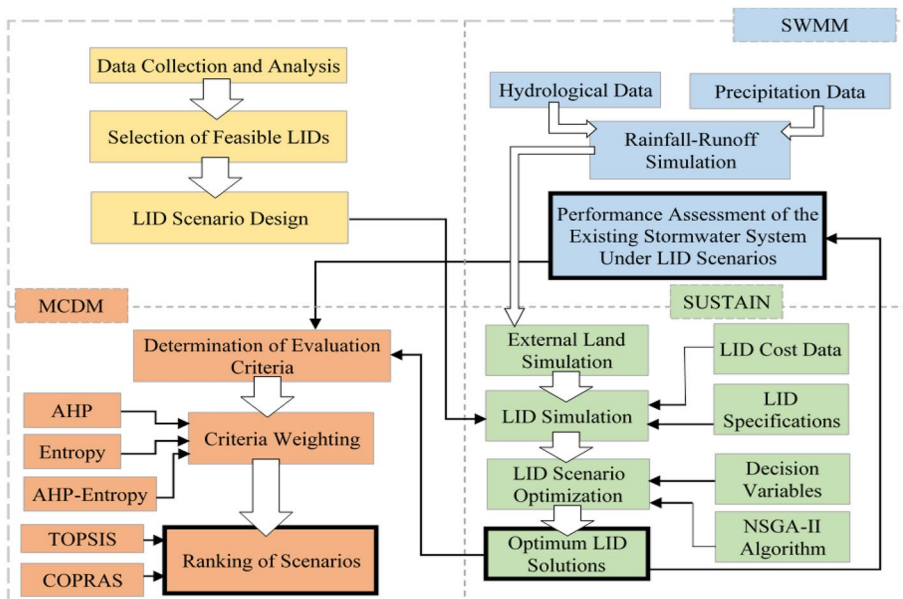 SWMM
Data Collection and Analysis
Selection of Feasible LIDs
LID Scenario Design
Hydrological Data
Precipitation Data
Rainfall-Runoff
Simulation
Performance Assessment of the
Existing Stormwater System
Under LID Scenarios
MCDM
Determination of Evaluation
Criteria
AHP
Entropy
AHP-Entropy
Criteria Weighting
TOPSIS
COPRAS
Ranking of Scenarios
SUSTAIN
External Land
Simulation
LID Cost Data
LID Simulation
LID
Specifications
LID Scenario
Optimization
Decision
Variables
NSGA-II
Algorithm
Optimum LID
Solutions